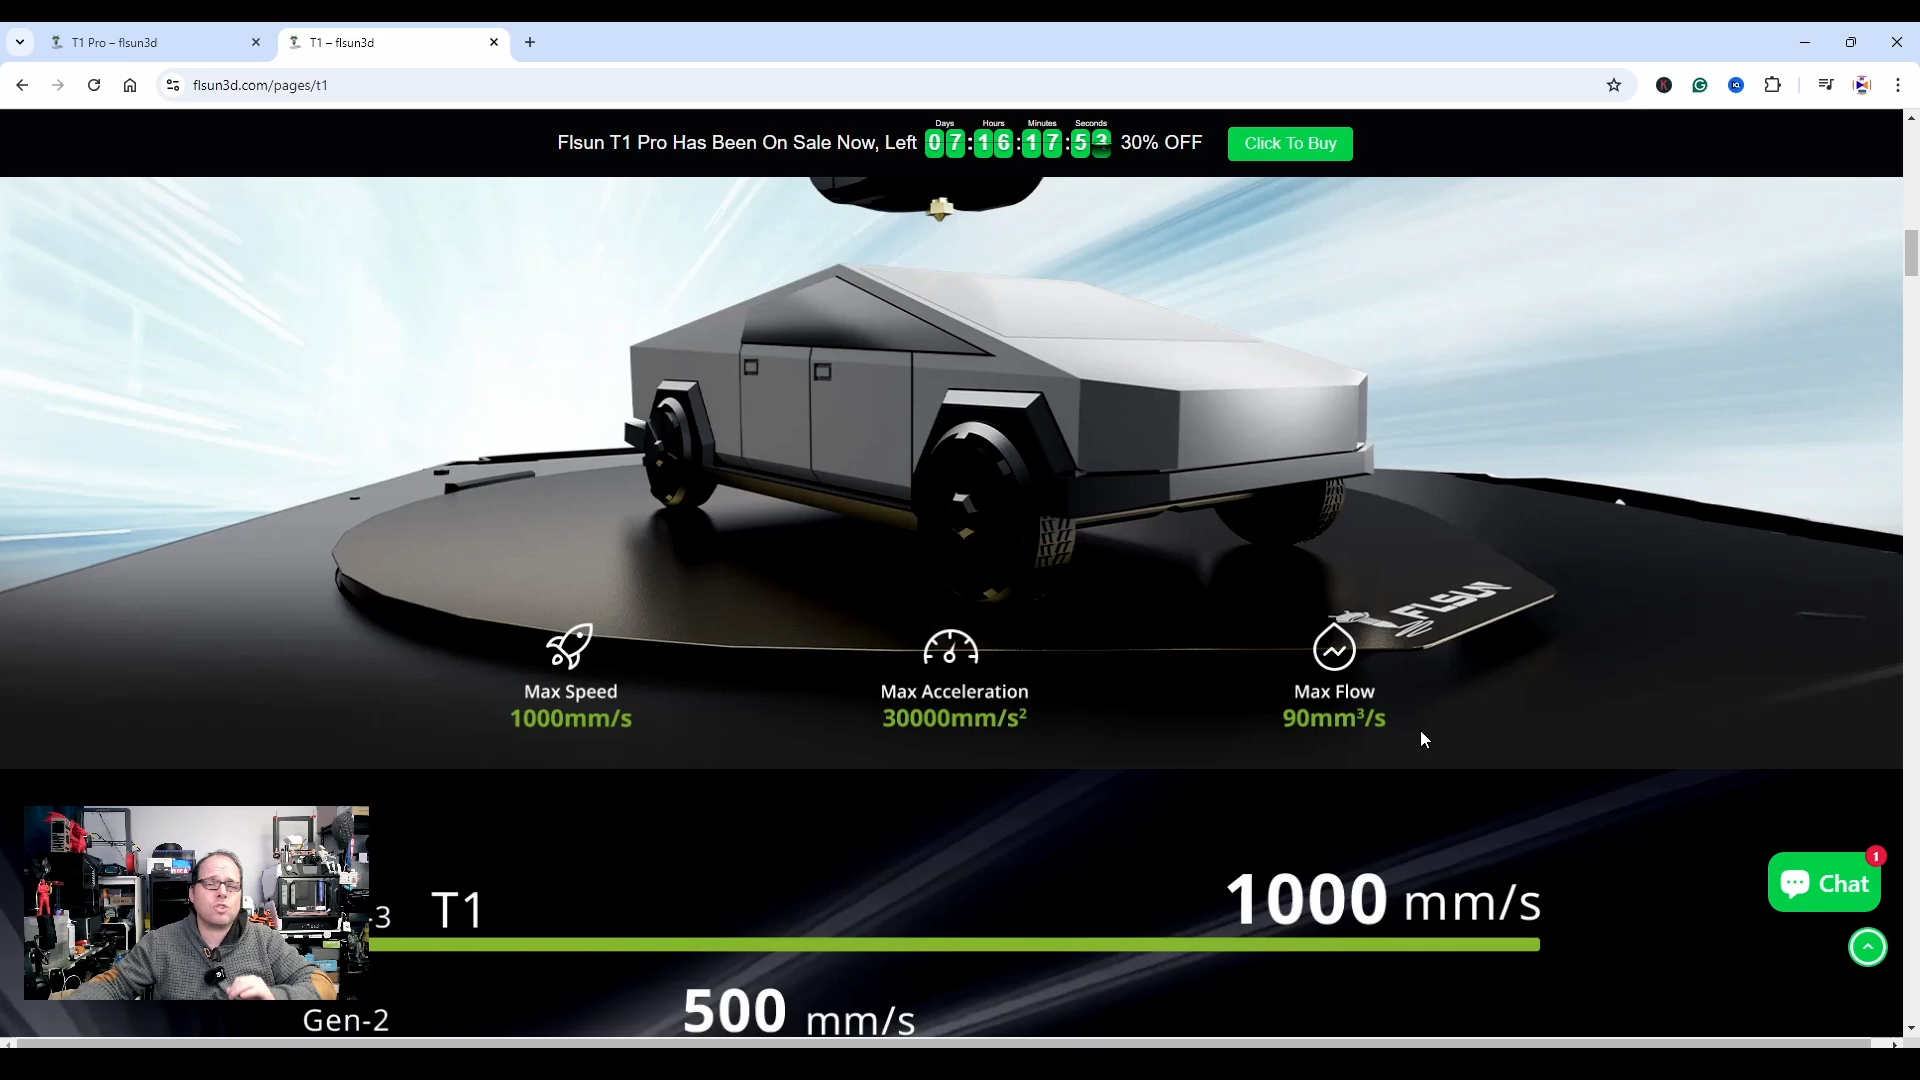 T1 Pro – flsun3d
T1 – flsun3d
flsun3d.com/pages/t1
Days Hours Minutes Seconds
Flsun T1 Pro Has Been On Sale Now, Left 07:16:17:53 30% OFF
Click To Buy
FLSUN
Max Speed
1000mm/s
Max Acceleration
30000mm/s²
Max Flow
90mm³/s
-3 T1
1000 mm/s
1
Chat
500 mm/s
Gen-2